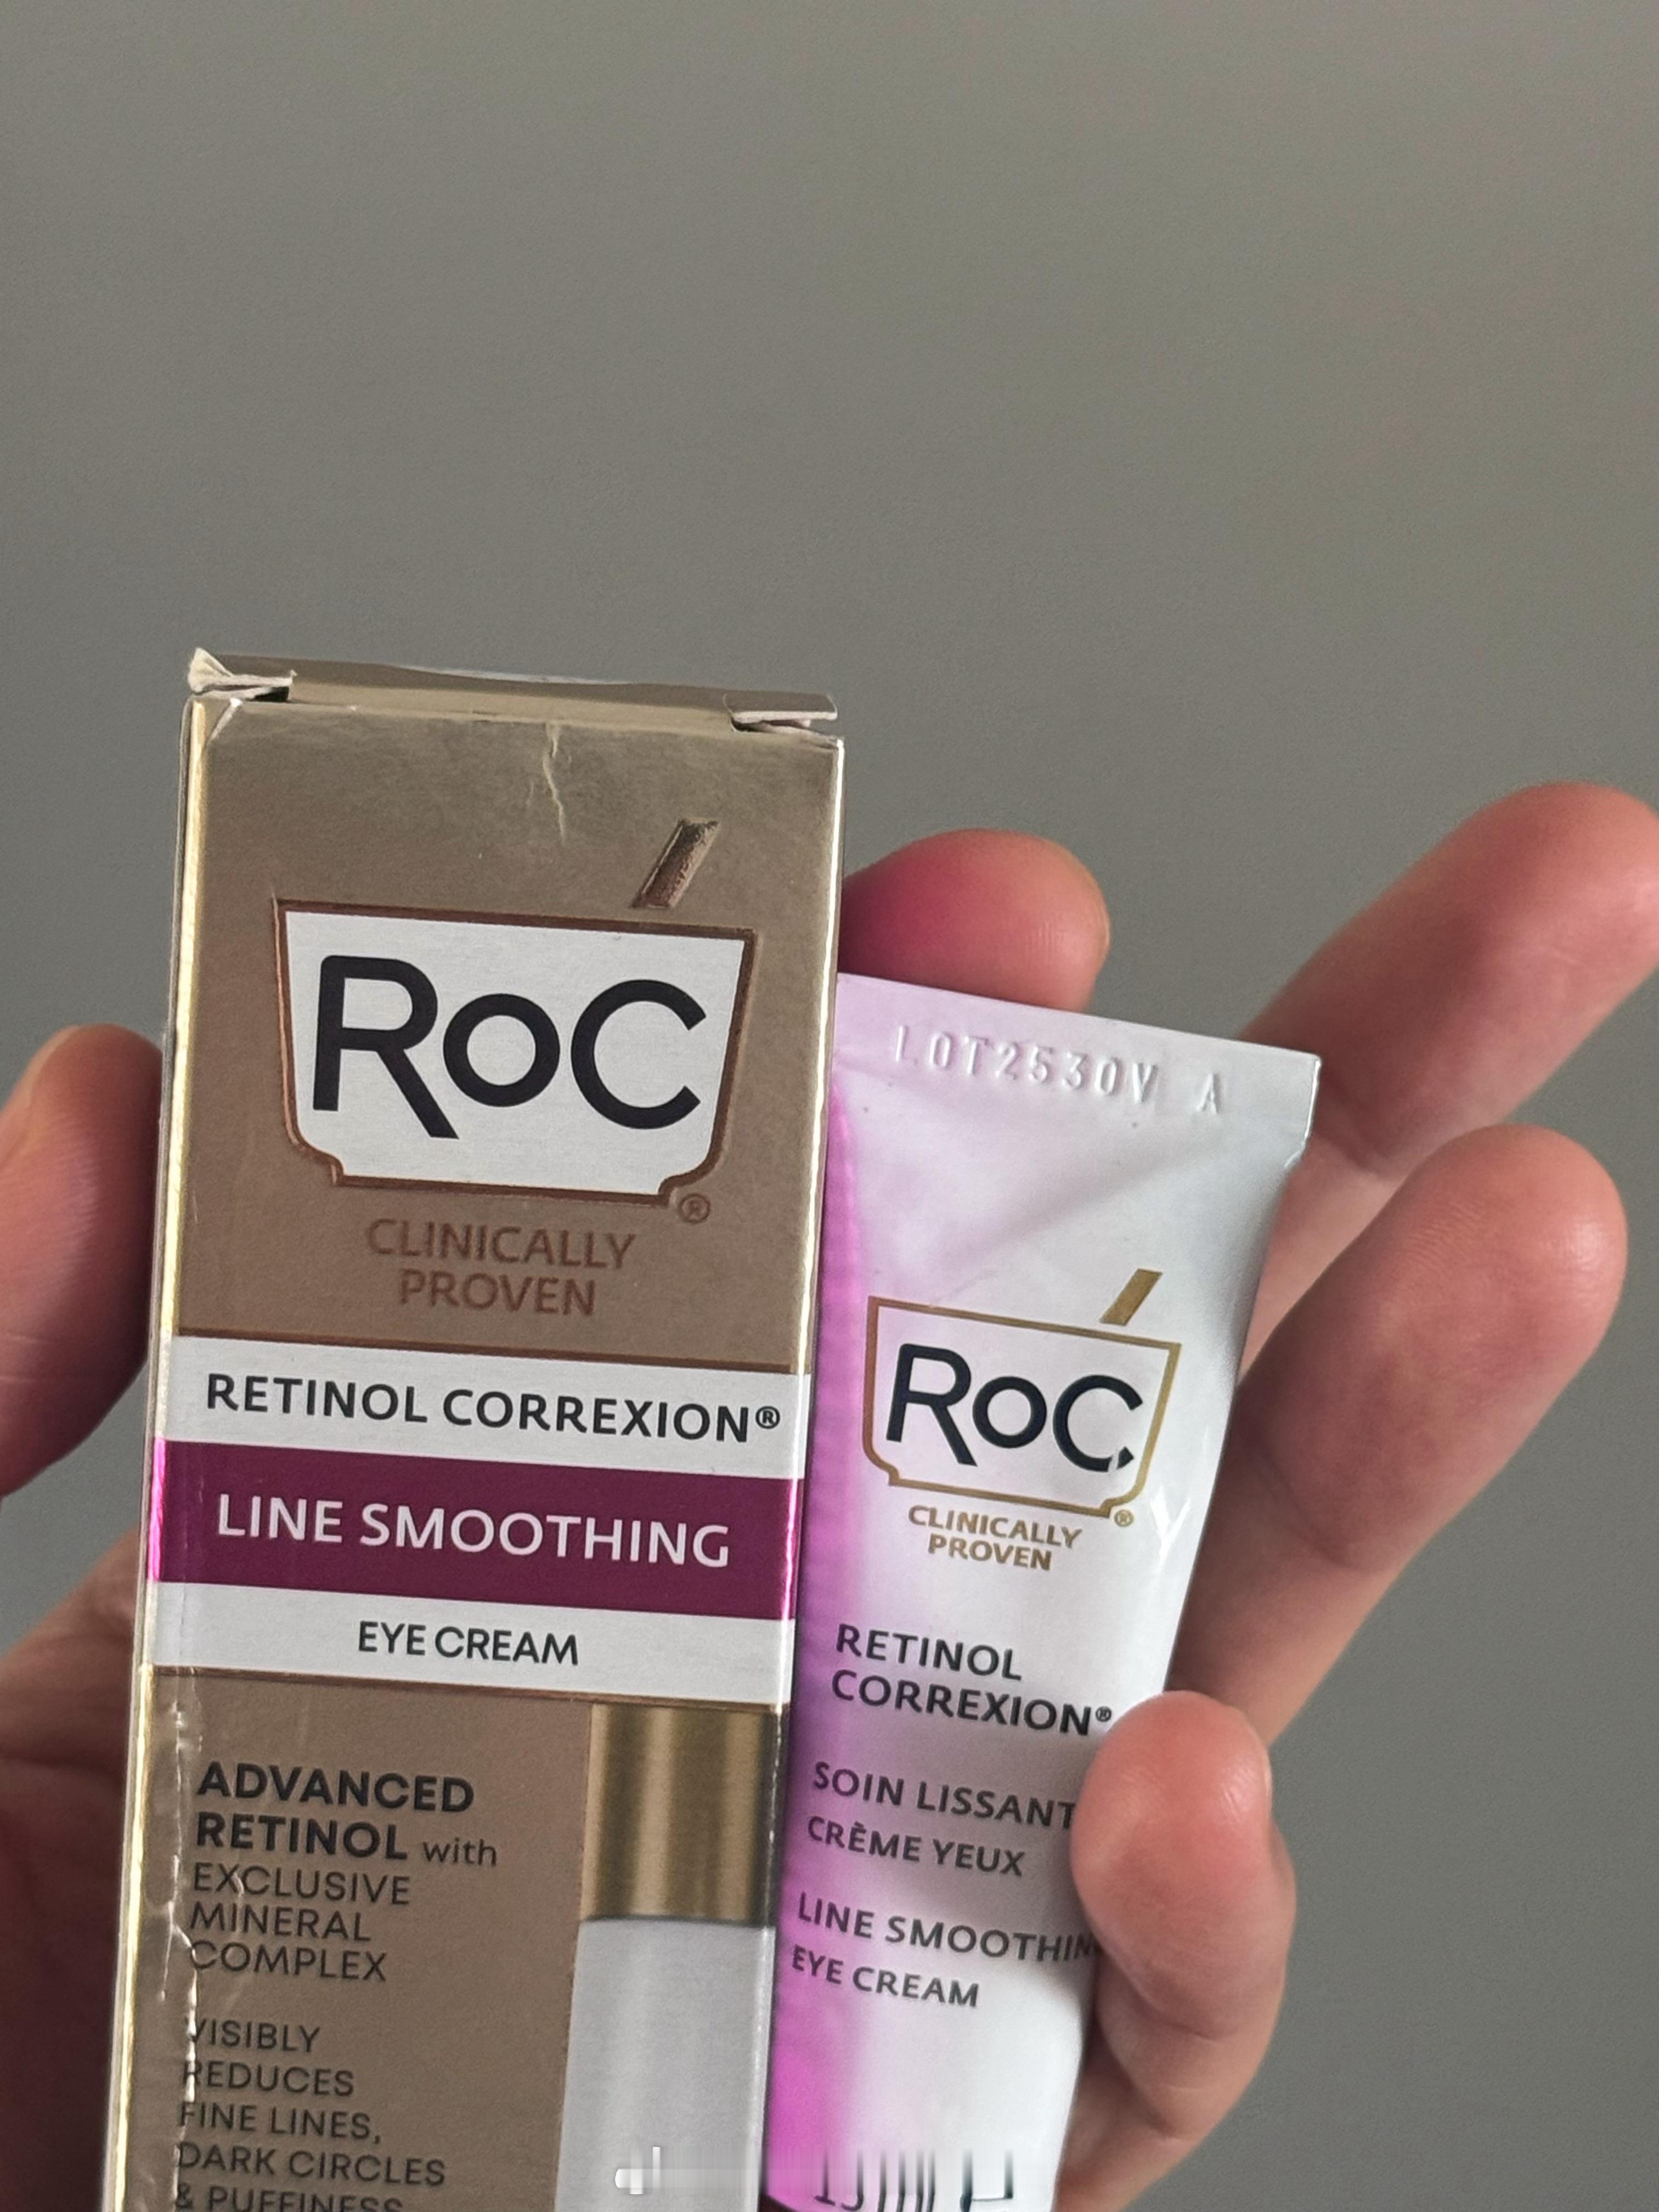 RoC
®
CLINICALLY
PROVEN
RETINOL CORREXION®
LINE SMOOTHING
EYE CREAM
ADVANCED
RETINOL with
EXCLUSIVE
MINERAL
COMPLEX
VISIBLY
REDUCES
FINE LINES,
DARK CIRCLES
& PUFFINESS
LOT2530V A
RoC
®
CLINICALLY
PROVEN
RETINOL
CORREXION®
SOIN LISSANT
CRÈME YEUX
LINE SMOOTHIN
EYE CREAM